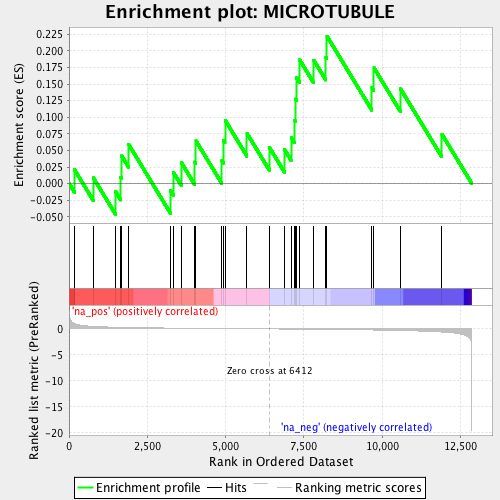 Enrichment plot: MICROTUBULE
Enrichment score (ES)
0.225
0.200
0.175
0.150
0.125
0.100
0.075
0.050
0.025
0.000
-0.025
-0.050
'na_pos' (positively correlated)
Ranked list metric (PreRanked)
0
-5
-10
-15
-20
Zero cross at 6412
'na_neg' (negatively correlated)
0
2,500
5,000
7,500
10,000
12,500
Rank in Ordered Dataset
Enrichment profile
Hits
Ranking metric scores